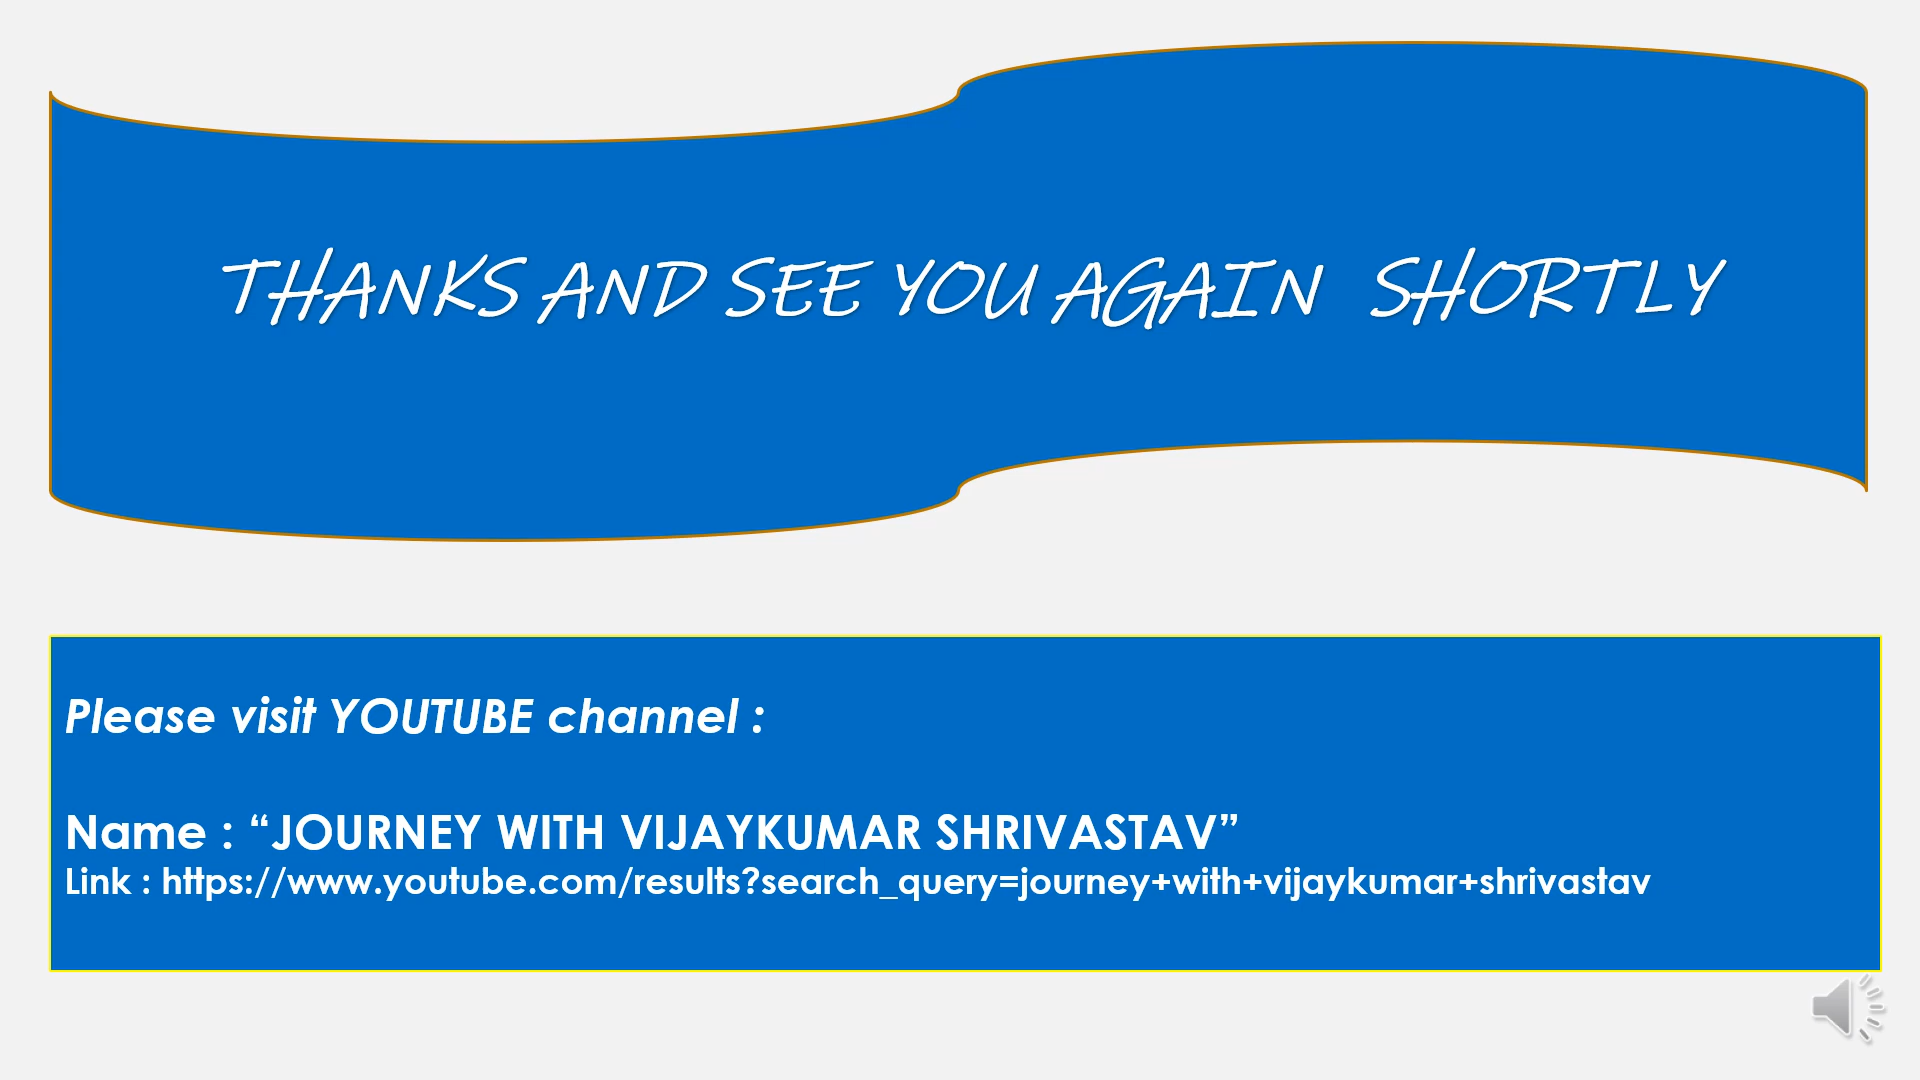 THANKS AND SEE YOU AGAIN SHORTLY
Please visit YOUTUBE channel :
Name : “JOURNEY WITH VIJAYKUMAR SHRIVASTAV”
Link : https://www.youtube.com/results?search_query=journey+with+vijaykumar+shrivastav